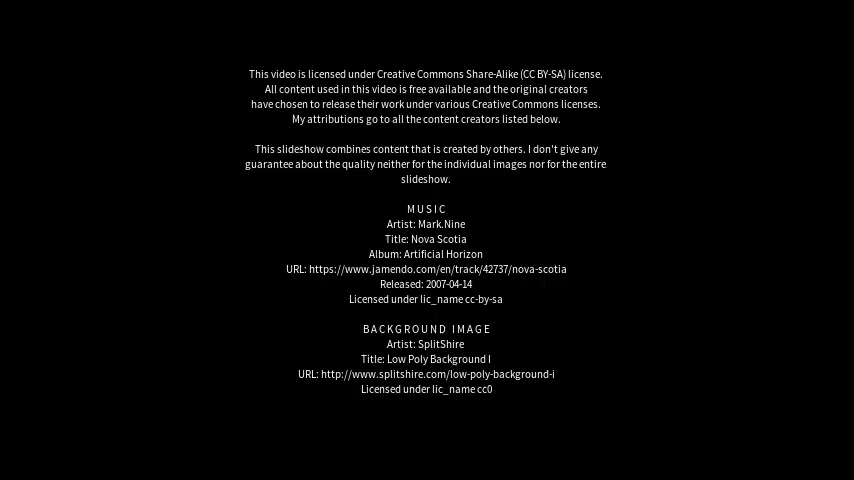 This video is licensed under Creative Commons Share-Alike (CC BY-SA) license.
All content used in this video is free available and the original creators
have chosen to release their work under various Creative Commons licenses.
My attributions go to all the content creators listed below.
This slideshow combines content that is created by others. I don't give any
guarantee about the quality neither for the individual images nor for the entire
slideshow.
MUSIC
Artist: Mark.Nine
Title: Nova Scotia
Album: Artificial Horizon
URL: https://www.jamendo.com/en/track/42737/nova-scotia
Released: 2007-04-14
Licensed under lic_name cc-by-sa
BACKGROUND IMAGE
Artist: SplitShire
Title: Low Poly Background I
URL: http://www.splitshire.com/low-poly-background-i
Licensed under lic_name cc0